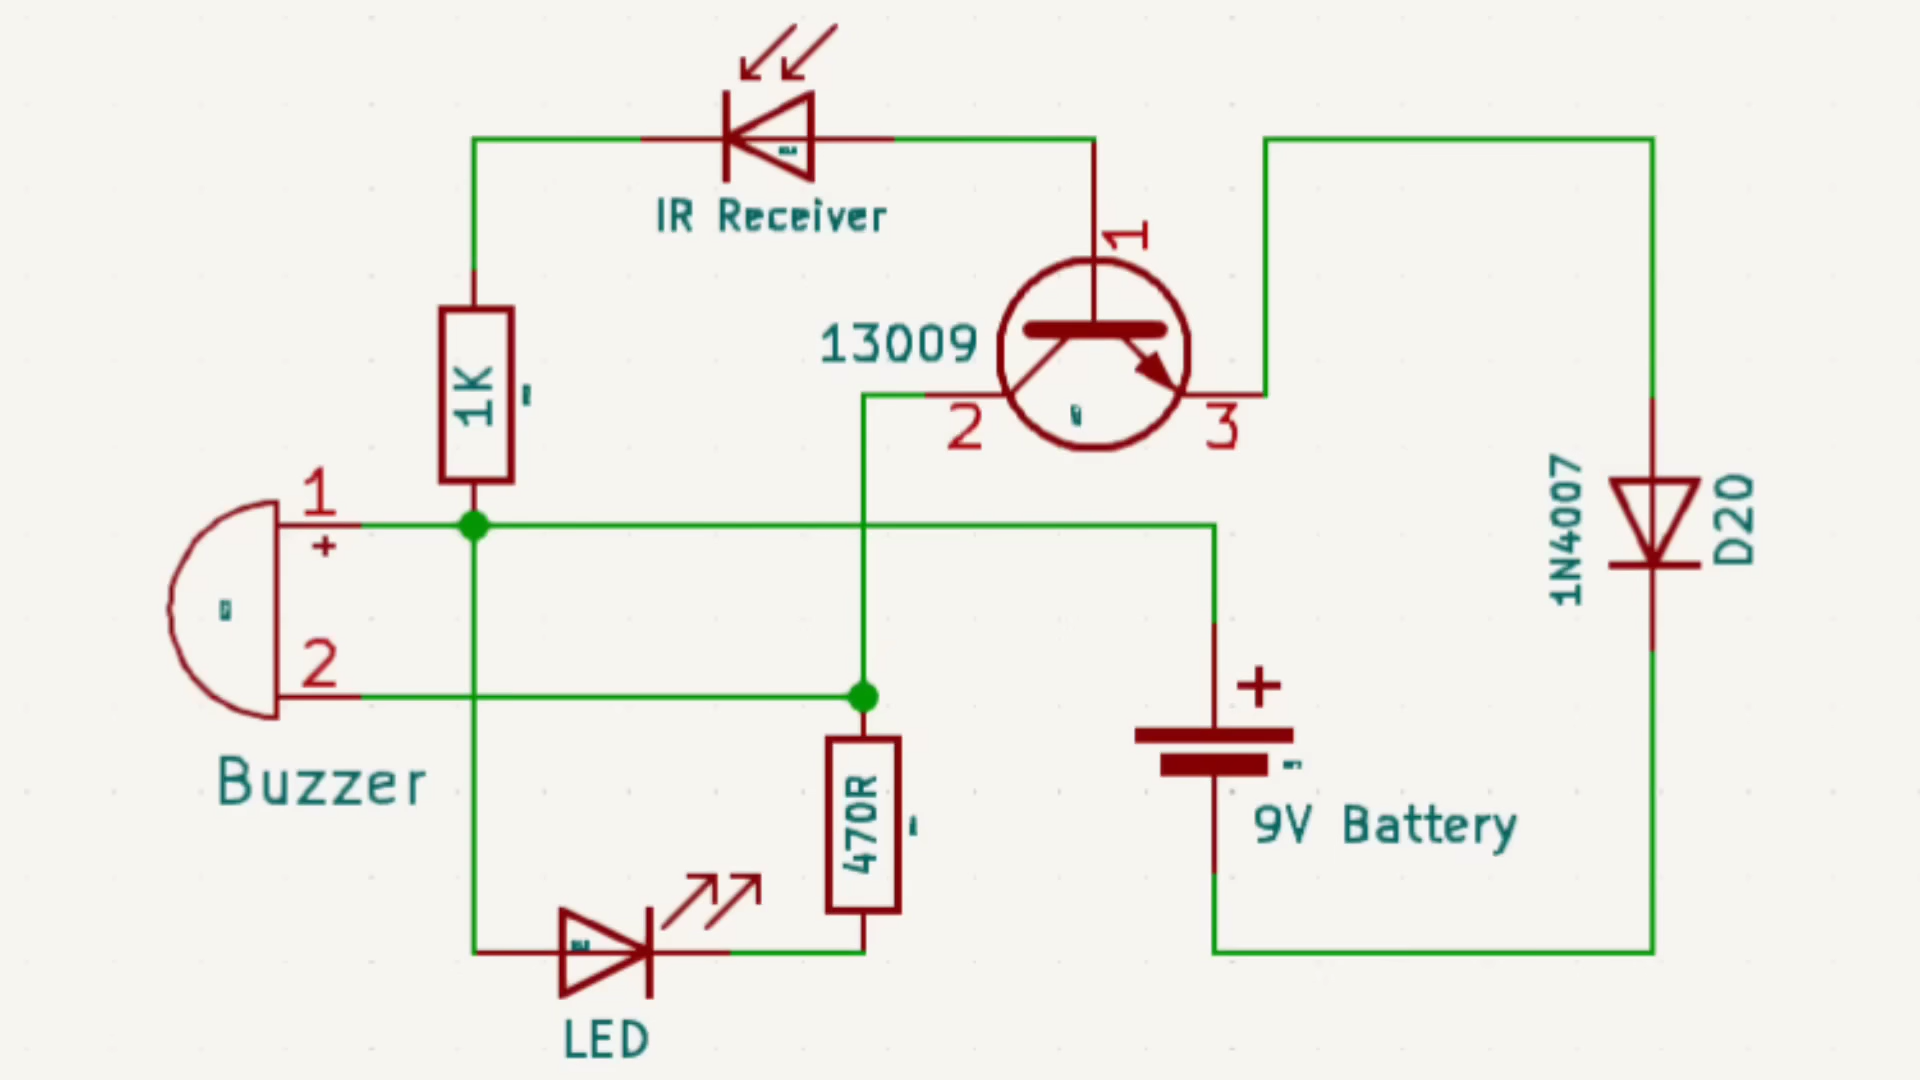 IR Receiver
1
13009
2
3
1K
1
+
2
Buzzer
1N4007
D20
+
9V Battery
470R
LED